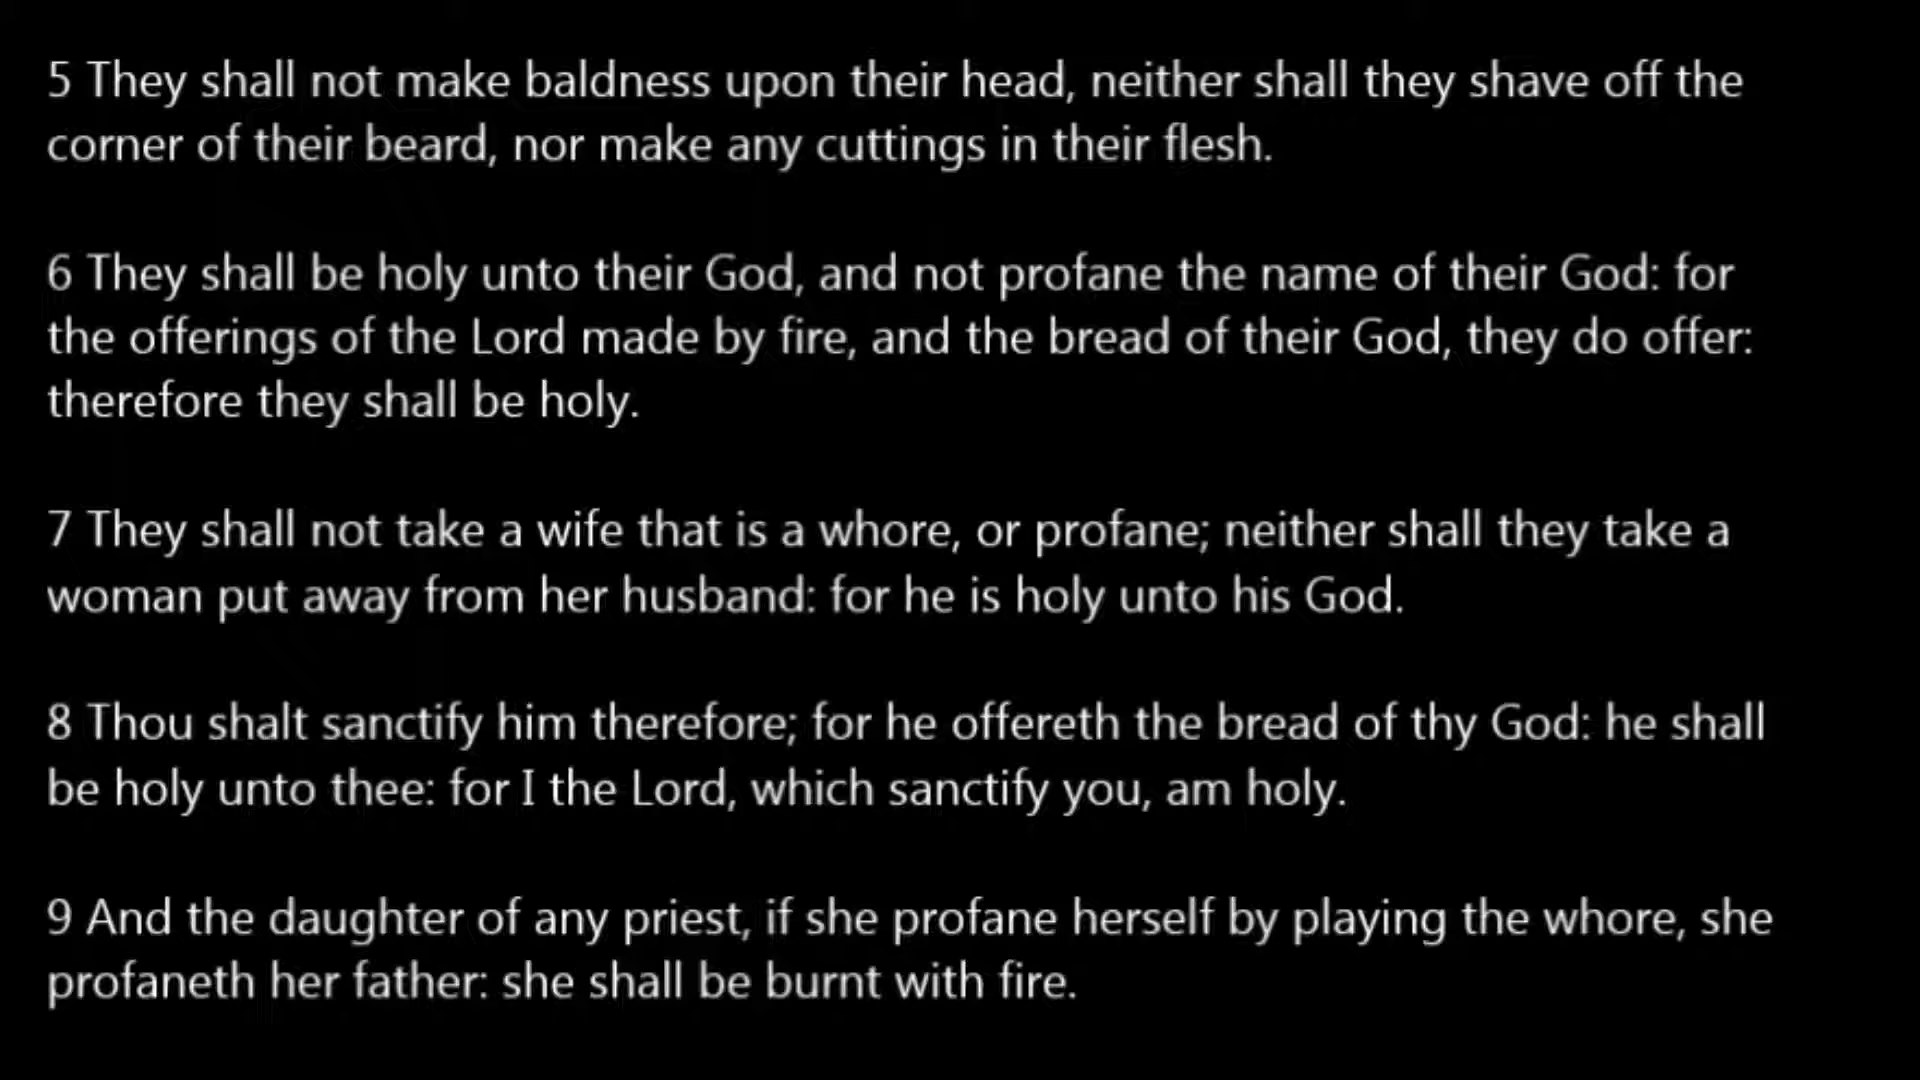 5 They shall not make baldness upon their head, neither shall they shave off the
corner of their beard, nor make any cuttings in their flesh.
6 They shall be holy unto their God, and not profane the name of their God: for
the offerings of the Lord made by fire, and the bread of their God, they do offer:
therefore they shall be holy.
7 They shall not take a wife that is a whore, or profane; neither shall they take a
woman put away from her husband: for he is holy unto his God.
8 Thou shalt sanctify him therefore; for he offereth the bread of thy God: he shall
be holy unto thee: for I the Lord, which sanctify you, am holy.
9 And the daughter of any priest, if she profane herself by playing the whore, she
profaneth her father: she shall be burnt with fire.